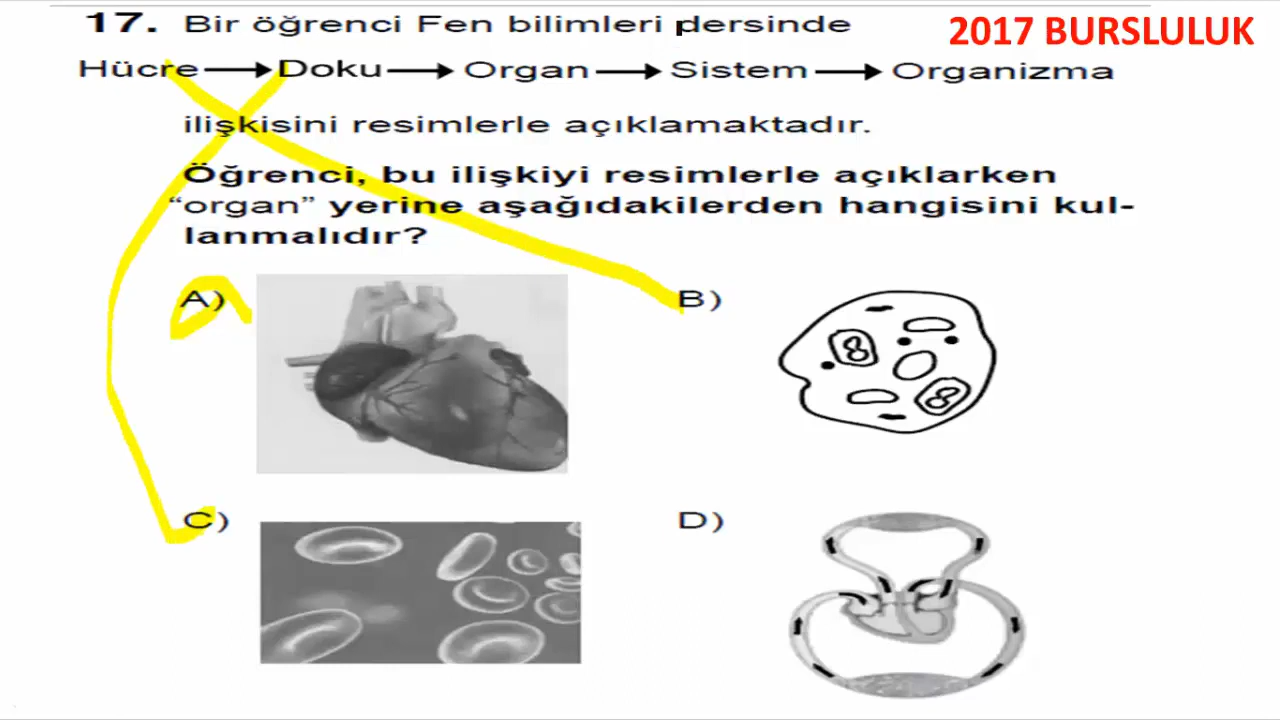 2017 BURSLULUK
17. Bir öğrenci Fen bilimleri dersinde
Hücre → Doku → Organ → Sistem → Organizma
ilişkisini resimlerle açıklamaktadır.
Öğrenci, bu ilişkiyi resimlerle açıklarken
“organ” yerine aşağıdakilerden hangisini kul-
lanmalıdır?
A)
B)
C)
D)